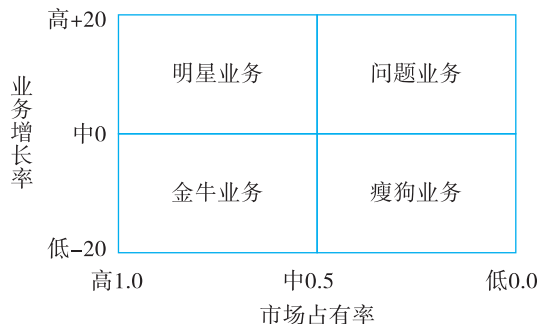 高+20
明星业务
问题业务
业务增长率
中0
金牛业务
瘦狗业务
低-20
高1.0
中0.5
低0.0
市场占有率